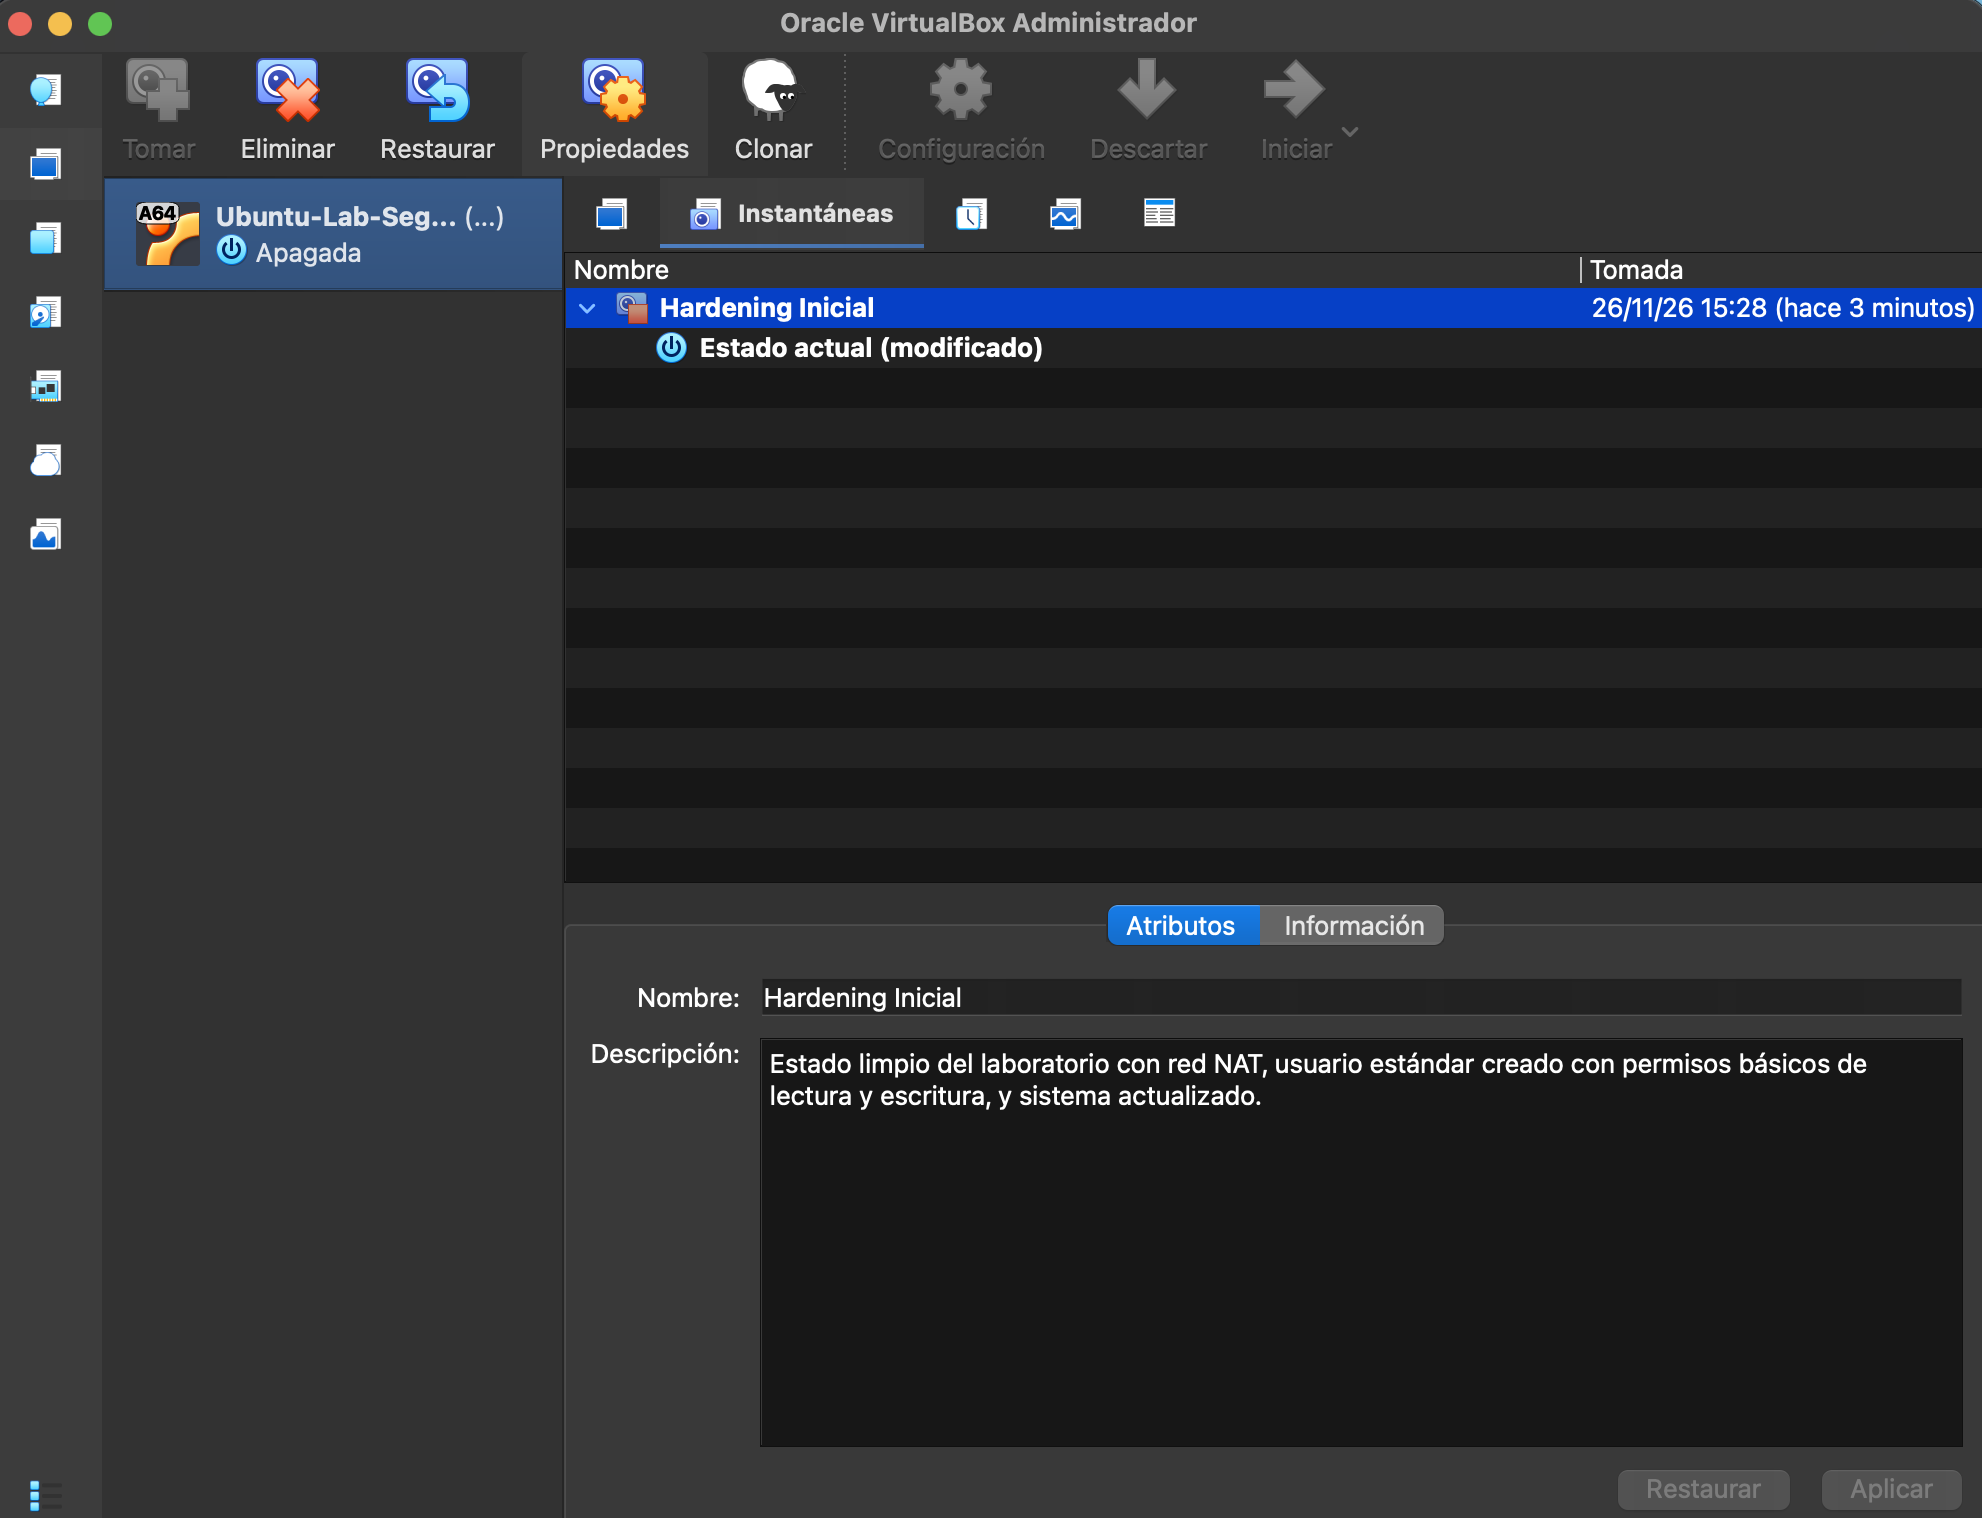 Oracle VirtualBox Administrador
Tomar
Eliminar
Restaurar
Propiedades
Clonar
Configuración
Descartar
Iniciar
A64
Ubuntu-Lab-Seg... (...)
Apagada
Instantáneas
Nombre
Tomada
Hardening Inicial
26/11/26 15:28 (hace 3 minutos)
Estado actual (modificado)
Atributos
Información
Nombre:
Hardening Inicial
Descripción:
Estado limpio del laboratorio con red NAT, usuario estándar creado con permisos básicos de
lectura y escritura, y sistema actualizado.
Restaurar
Aplicar